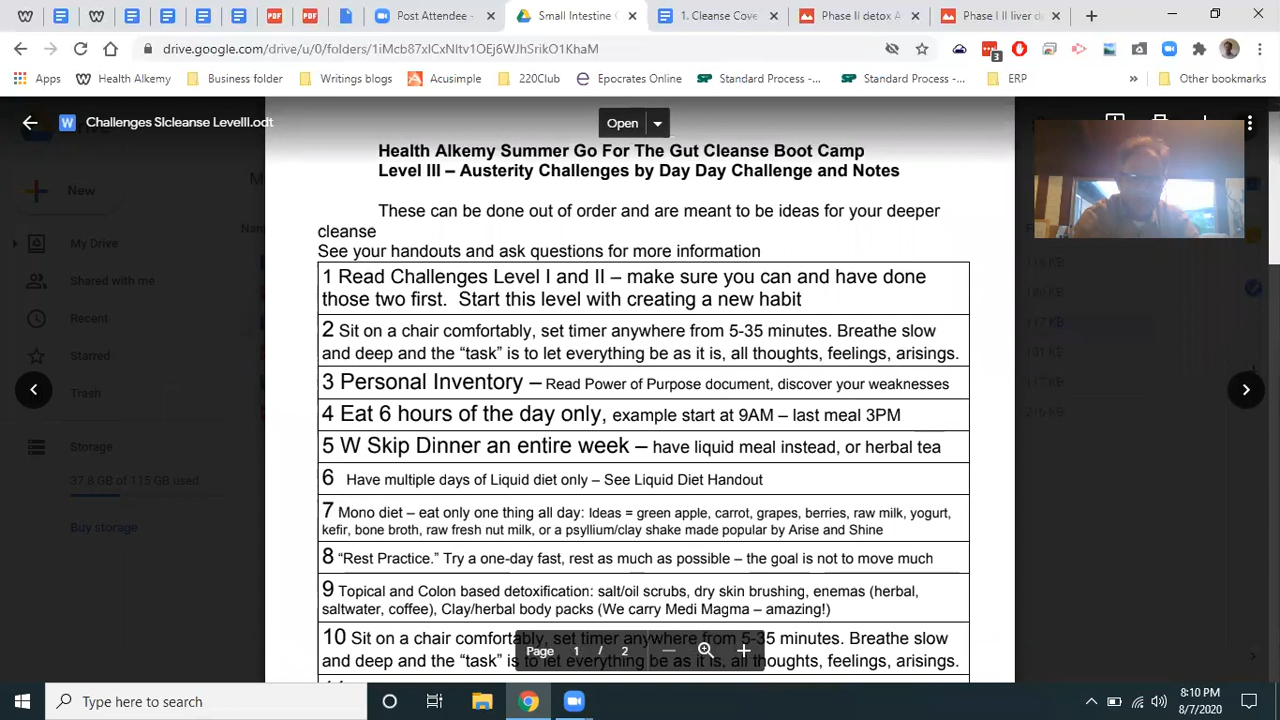 Post Attendee -
Small Intestine C
1. Cleanse Cove
Phase II detox A
Phase I II liver d
drive.google.com/drive/u/0/folders/1iMcb87xlCxNltV1OEj6WJhSrikO1KhaM
3
Apps
Health Alkemy
Business folder
Writings blogs
Acusimple
220Club
Epocrates Online
Standard Process -...
Standard Process -...
ERP
»
Other bookmarks
Challenges SIcleanse LevelII.odt
Open
New
My Drive
Shared with me
Recent
Starred
Trash
Storage
37.8 GB of 115 GB used
Buy storage
Health Alkemy Summer Go For The Gut Cleanse Boot Camp
Level III – Austerity Challenges by Day Day Challenge and Notes
These can be done out of order and are meant to be ideas for your deeper
cleanse
See your handouts and ask questions for more information
1 Read Challenges Level I and II – make sure you can and have done
those two first. Start this level with creating a new habit
2 Sit on a chair comfortably, set timer anywhere from 5-35 minutes. Breathe slow
and deep and the “task” is to let everything be as it is, all thoughts, feelings, arisings.
3 Personal Inventory – Read Power of Purpose document, discover your weaknesses
4 Eat 6 hours of the day only, example start at 9AM – last meal 3PM
5 W Skip Dinner an entire week – have liquid meal instead, or herbal tea
6 Have multiple days of Liquid diet only – See Liquid Diet Handout
7 Mono diet – eat only one thing all day: Ideas = green apple, carrot, grapes, berries, raw milk, yogurt,
kefir, bone broth, raw fresh nut milk, or a psyllium/clay shake made popular by Arise and Shine
8 “Rest Practice.” Try a one-day fast, rest as much as possible – the goal is not to move much
9 Topical and Colon based detoxification: salt/oil scrubs, dry skin brushing, enemas (herbal,
saltwater, coffee), Clay/herbal body packs (We carry Medi Magma – amazing!)
10 Sit on a chair comfortably, set timer anywhere from 5-35 minutes. Breathe slow
and deep and the “task” is to let everything be as it is, all thoughts, feelings, arisings.
Page 1 / 2
Type here to search
8:10 PM
8/7/2020